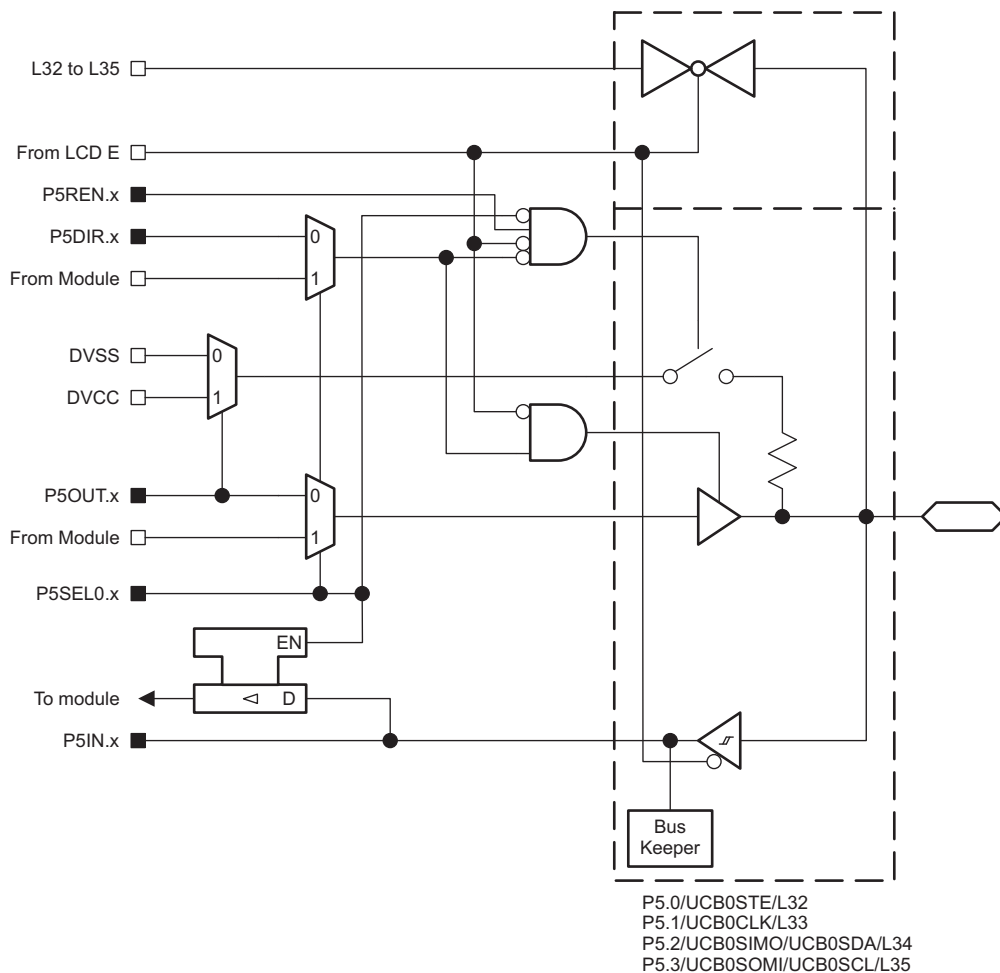 L32 to L35
From LCD E
P5REN.x
P5DIR.x
0
From Module
1
DVSS
0
DVCC
1
P5OUT.x
0
From Module
1
P5SEL0.x
EN
To module
D
P5IN.x
Bus
Keeper
P5.0/UCB0STE/L32
P5.1/UCB0CLK/L33
P5.2/UCB0SIMO/UCB0SDA/L34
P5.3/UCB0SOMI/UCB0SCL/L35